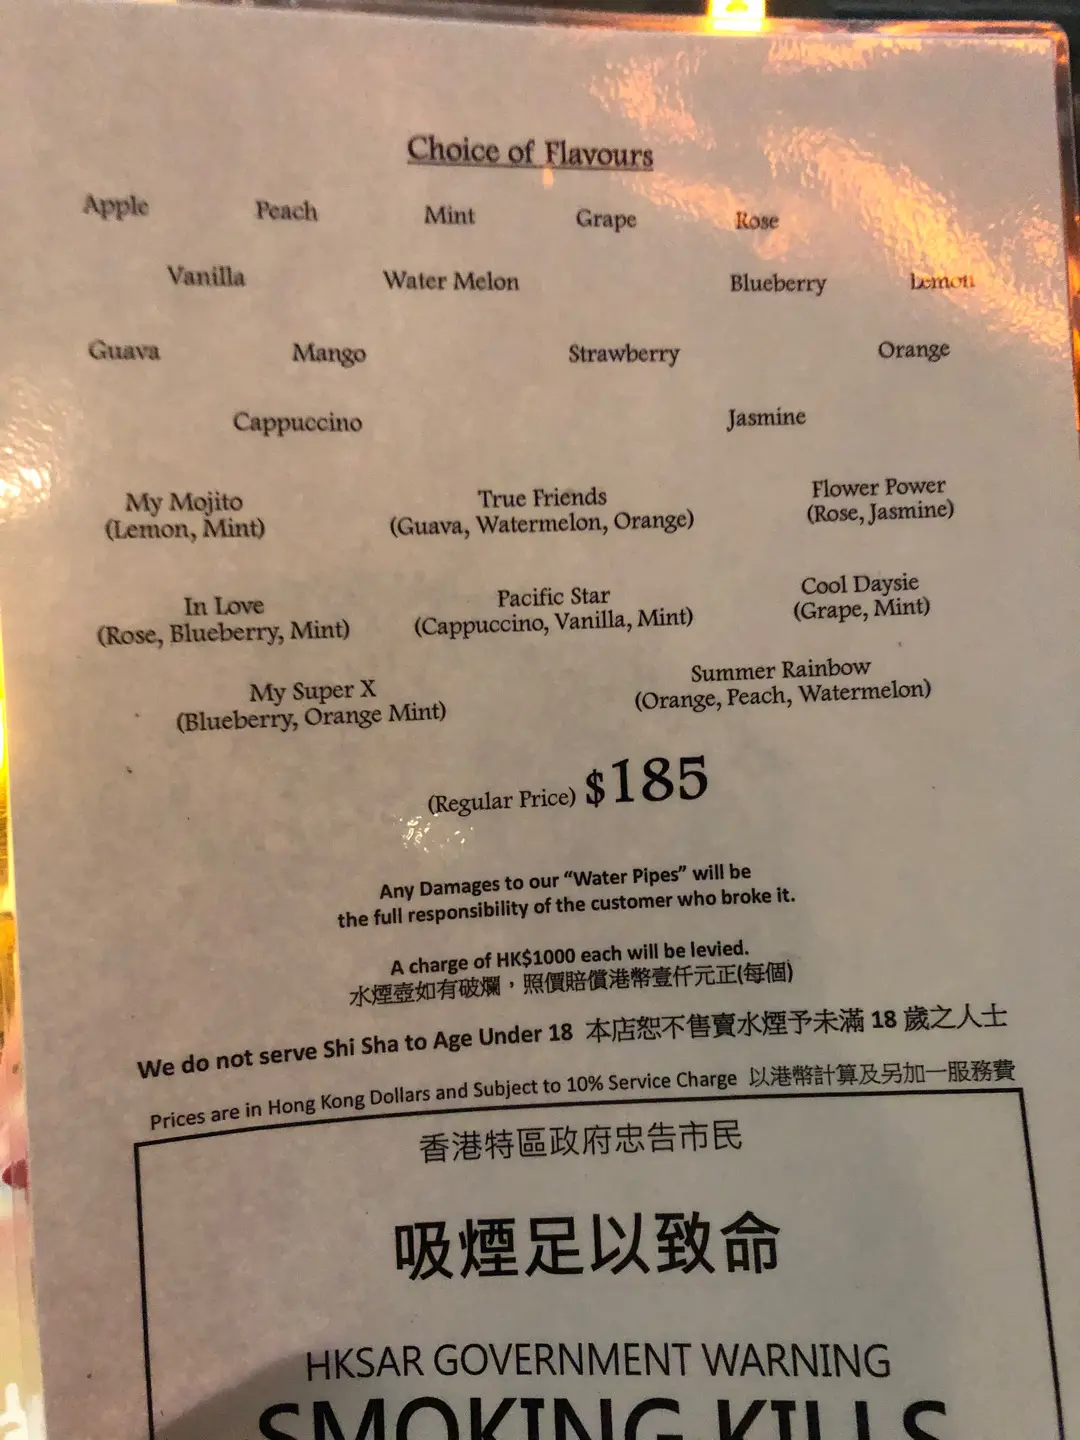 Choice of Flavours
Apple Peach Mint Grape Rose
Vanilla Water Melon Blueberry Lemon
Guava Mango Strawberry Orange
Cappuccino Jasmine
My Mojito
(Lemon, Mint)
True Friends
(Guava, Watermelon, Orange)
Flower Power
(Rose, Jasmine)
In Love
(Rose, Blueberry, Mint)
Pacific Star
(Cappuccino, Vanilla, Mint)
Cool Daysie
(Grape, Mint)
My Super X
(Blueberry, Orange Mint)
Summer Rainbow
(Orange, Peach, Watermelon)
(Regular Price) $185
Any Damages to our “Water Pipes” will be
the full responsibility of the customer who broke it.
A charge of HK$1000 each will be levied.
水煙壺如有破爛，照價賠償港幣壹仟元正(每個)
We do not serve Shi Sha to Age Under 18 本店恕不售賣水煙予未滿 18 歲之人士
Prices are in Hong Kong Dollars and Subject to 10% Service Charge 以港幣計算及另加一服務費
香港特區政府忠告市民
吸煙足以致命
HKSAR GOVERNMENT WARNING
SMOKING KILLS